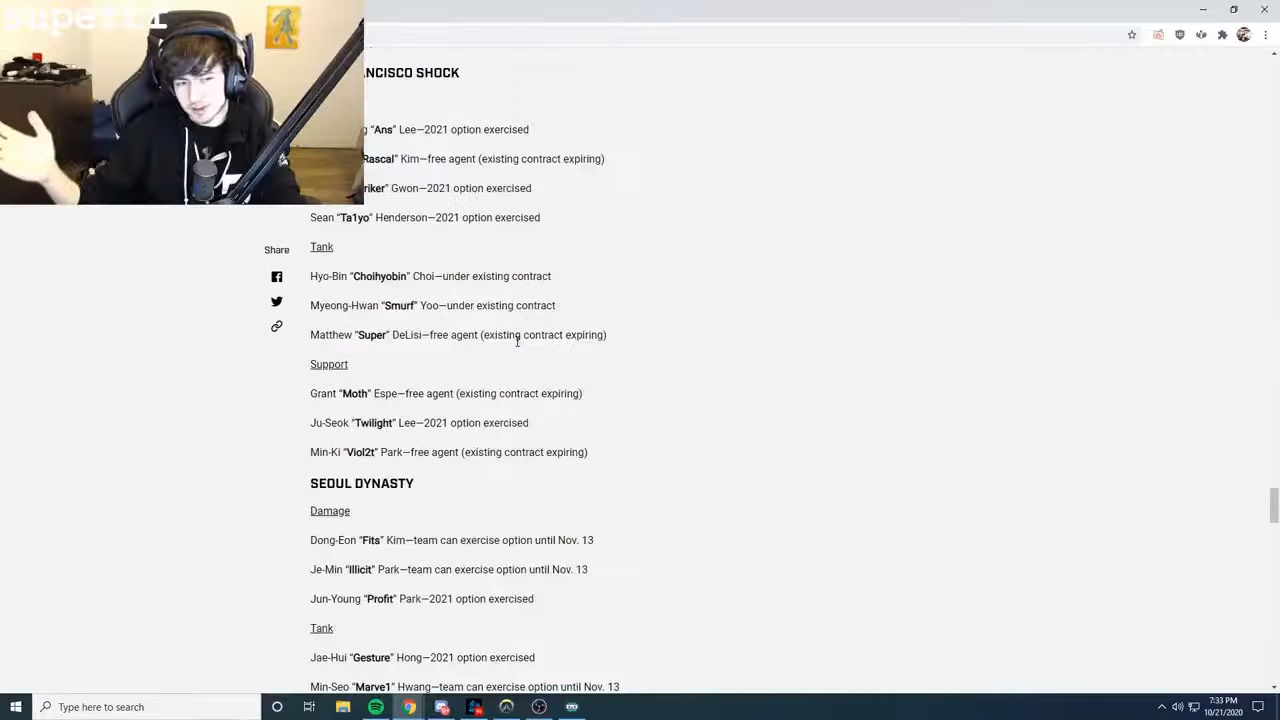 supertf
ANCISCO SHOCK
g “Ans” Lee—2021 option exercised
Rascal” Kim—free agent (existing contract expiring)
riker” Gwon—2021 option exercised
Sean “Ta1yo” Henderson—2021 option exercised
Share
Tank
Hyo-Bin “Choihyobin” Choi—under existing contract
Myeong-Hwan “Smurf” Yoo—under existing contract
Matthew “Super” DeLisi—free agent (existing contract expiring)
Support
Grant “Moth” Espe—free agent (existing contract expiring)
Ju-Seok “Twilight” Lee—2021 option exercised
Min-Ki “Viol2t” Park—free agent (existing contract expiring)
SEOUL DYNASTY
Damage
Dong-Eon “Fits” Kim—team can exercise option until Nov. 13
Je-Min “Illicit” Park—team can exercise option until Nov. 13
Jun-Young “Profit” Park—2021 option exercised
Tank
Jae-Hui “Gesture” Hong—2021 option exercised
Min-Seo “Marve1” Hwang—team can exercise option until Nov. 13
Type here to search
7:33 PM
10/21/2020